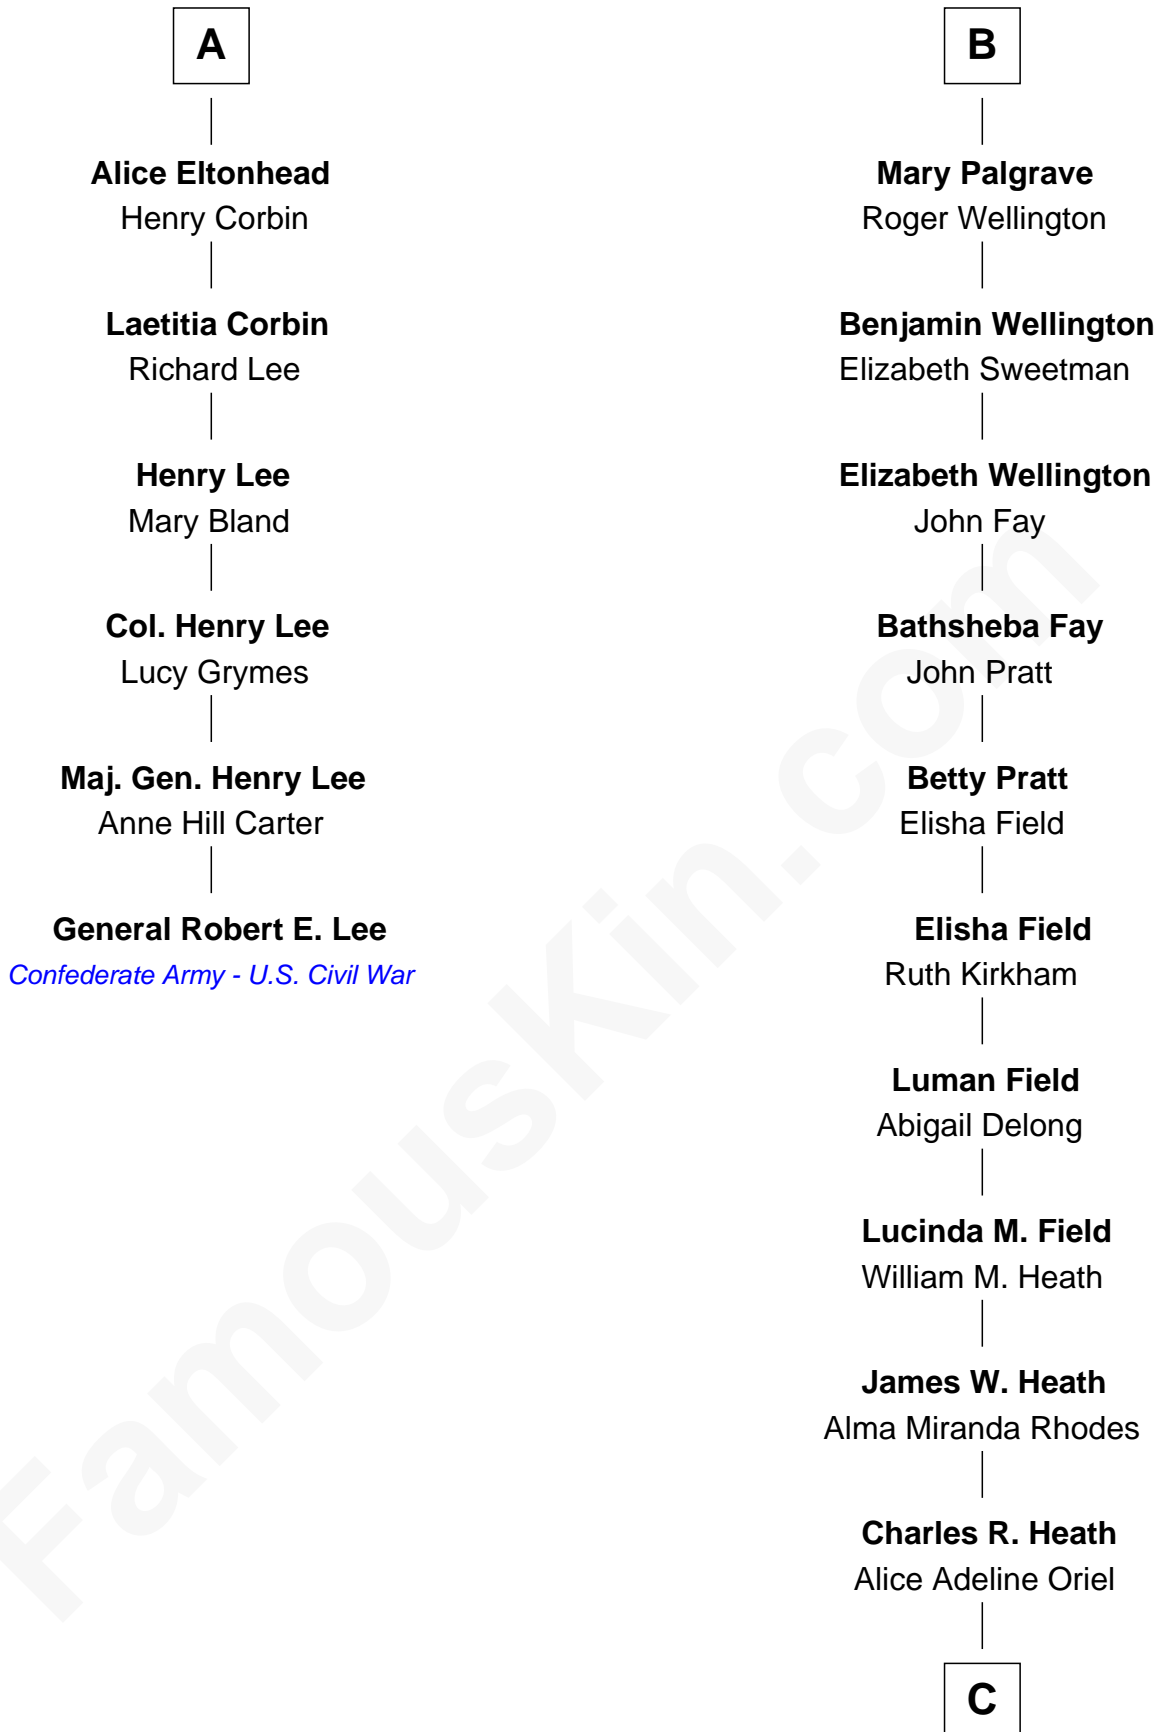 A
Alice Eltonhead
Henry Corbin
Laetitia Corbin
Richard Lee
Henry Lee
Mary Bland
Col. Henry Lee
Lucy Grymes
Maj. Gen. Henry Lee
Anne Hill Carter
General Robert E. Lee
Confederate Army - U.S. Civil War
B
Mary Palgrave
Roger Wellington
Benjamin Wellington
Elizabeth Sweetman
Elizabeth Wellington
John Fay
Bathsheba Fay
John Pratt
Betty Pratt
Elisha Field
Elisha Field
Ruth Kirkham
Luman Field
Abigail Delong
Lucinda M. Field
William M. Heath
James W. Heath
Alma Miranda Rhodes
Charles R. Heath
Alice Adeline Oriel
C
FamousKin.com